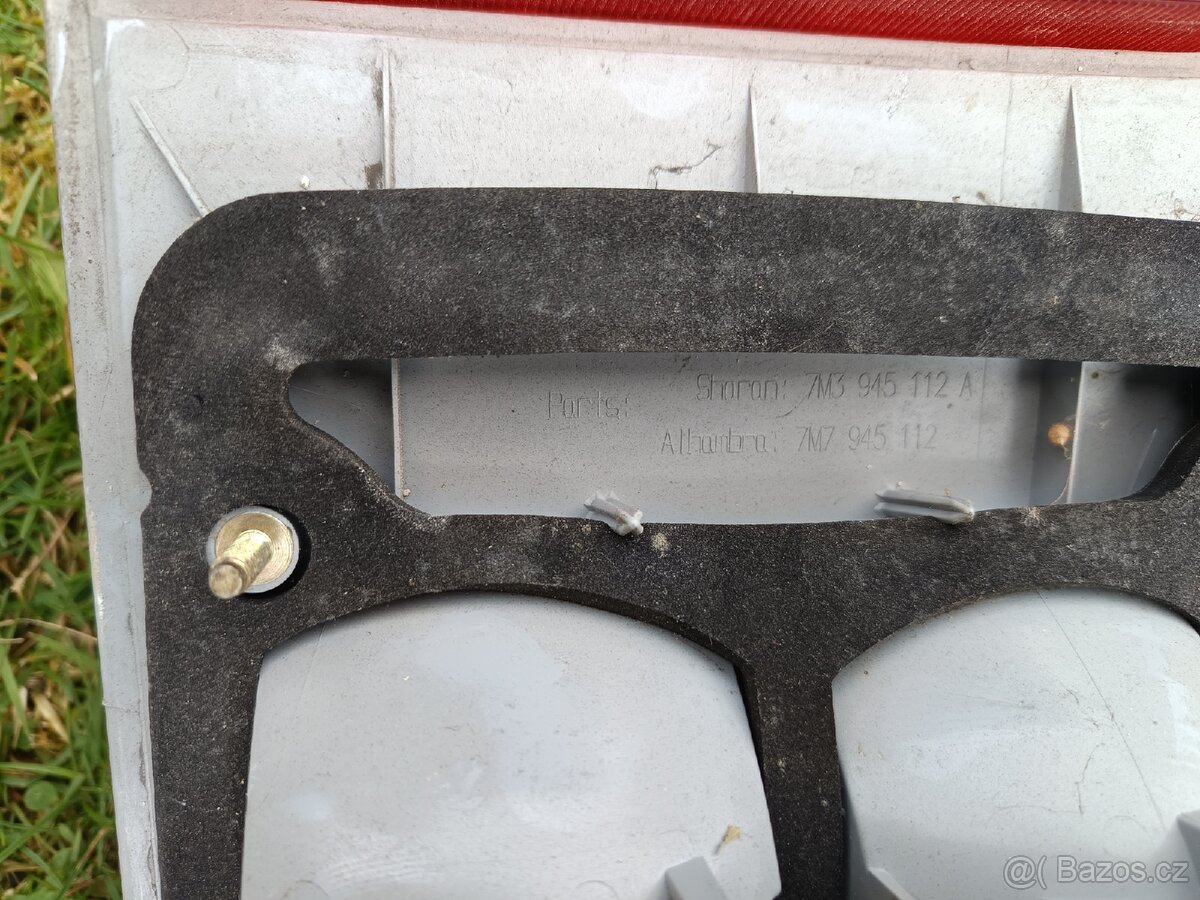 Parts: Sharan: 7M3 945 112 A
Alhambra: 7M7 945 112
@( Bazos.cz